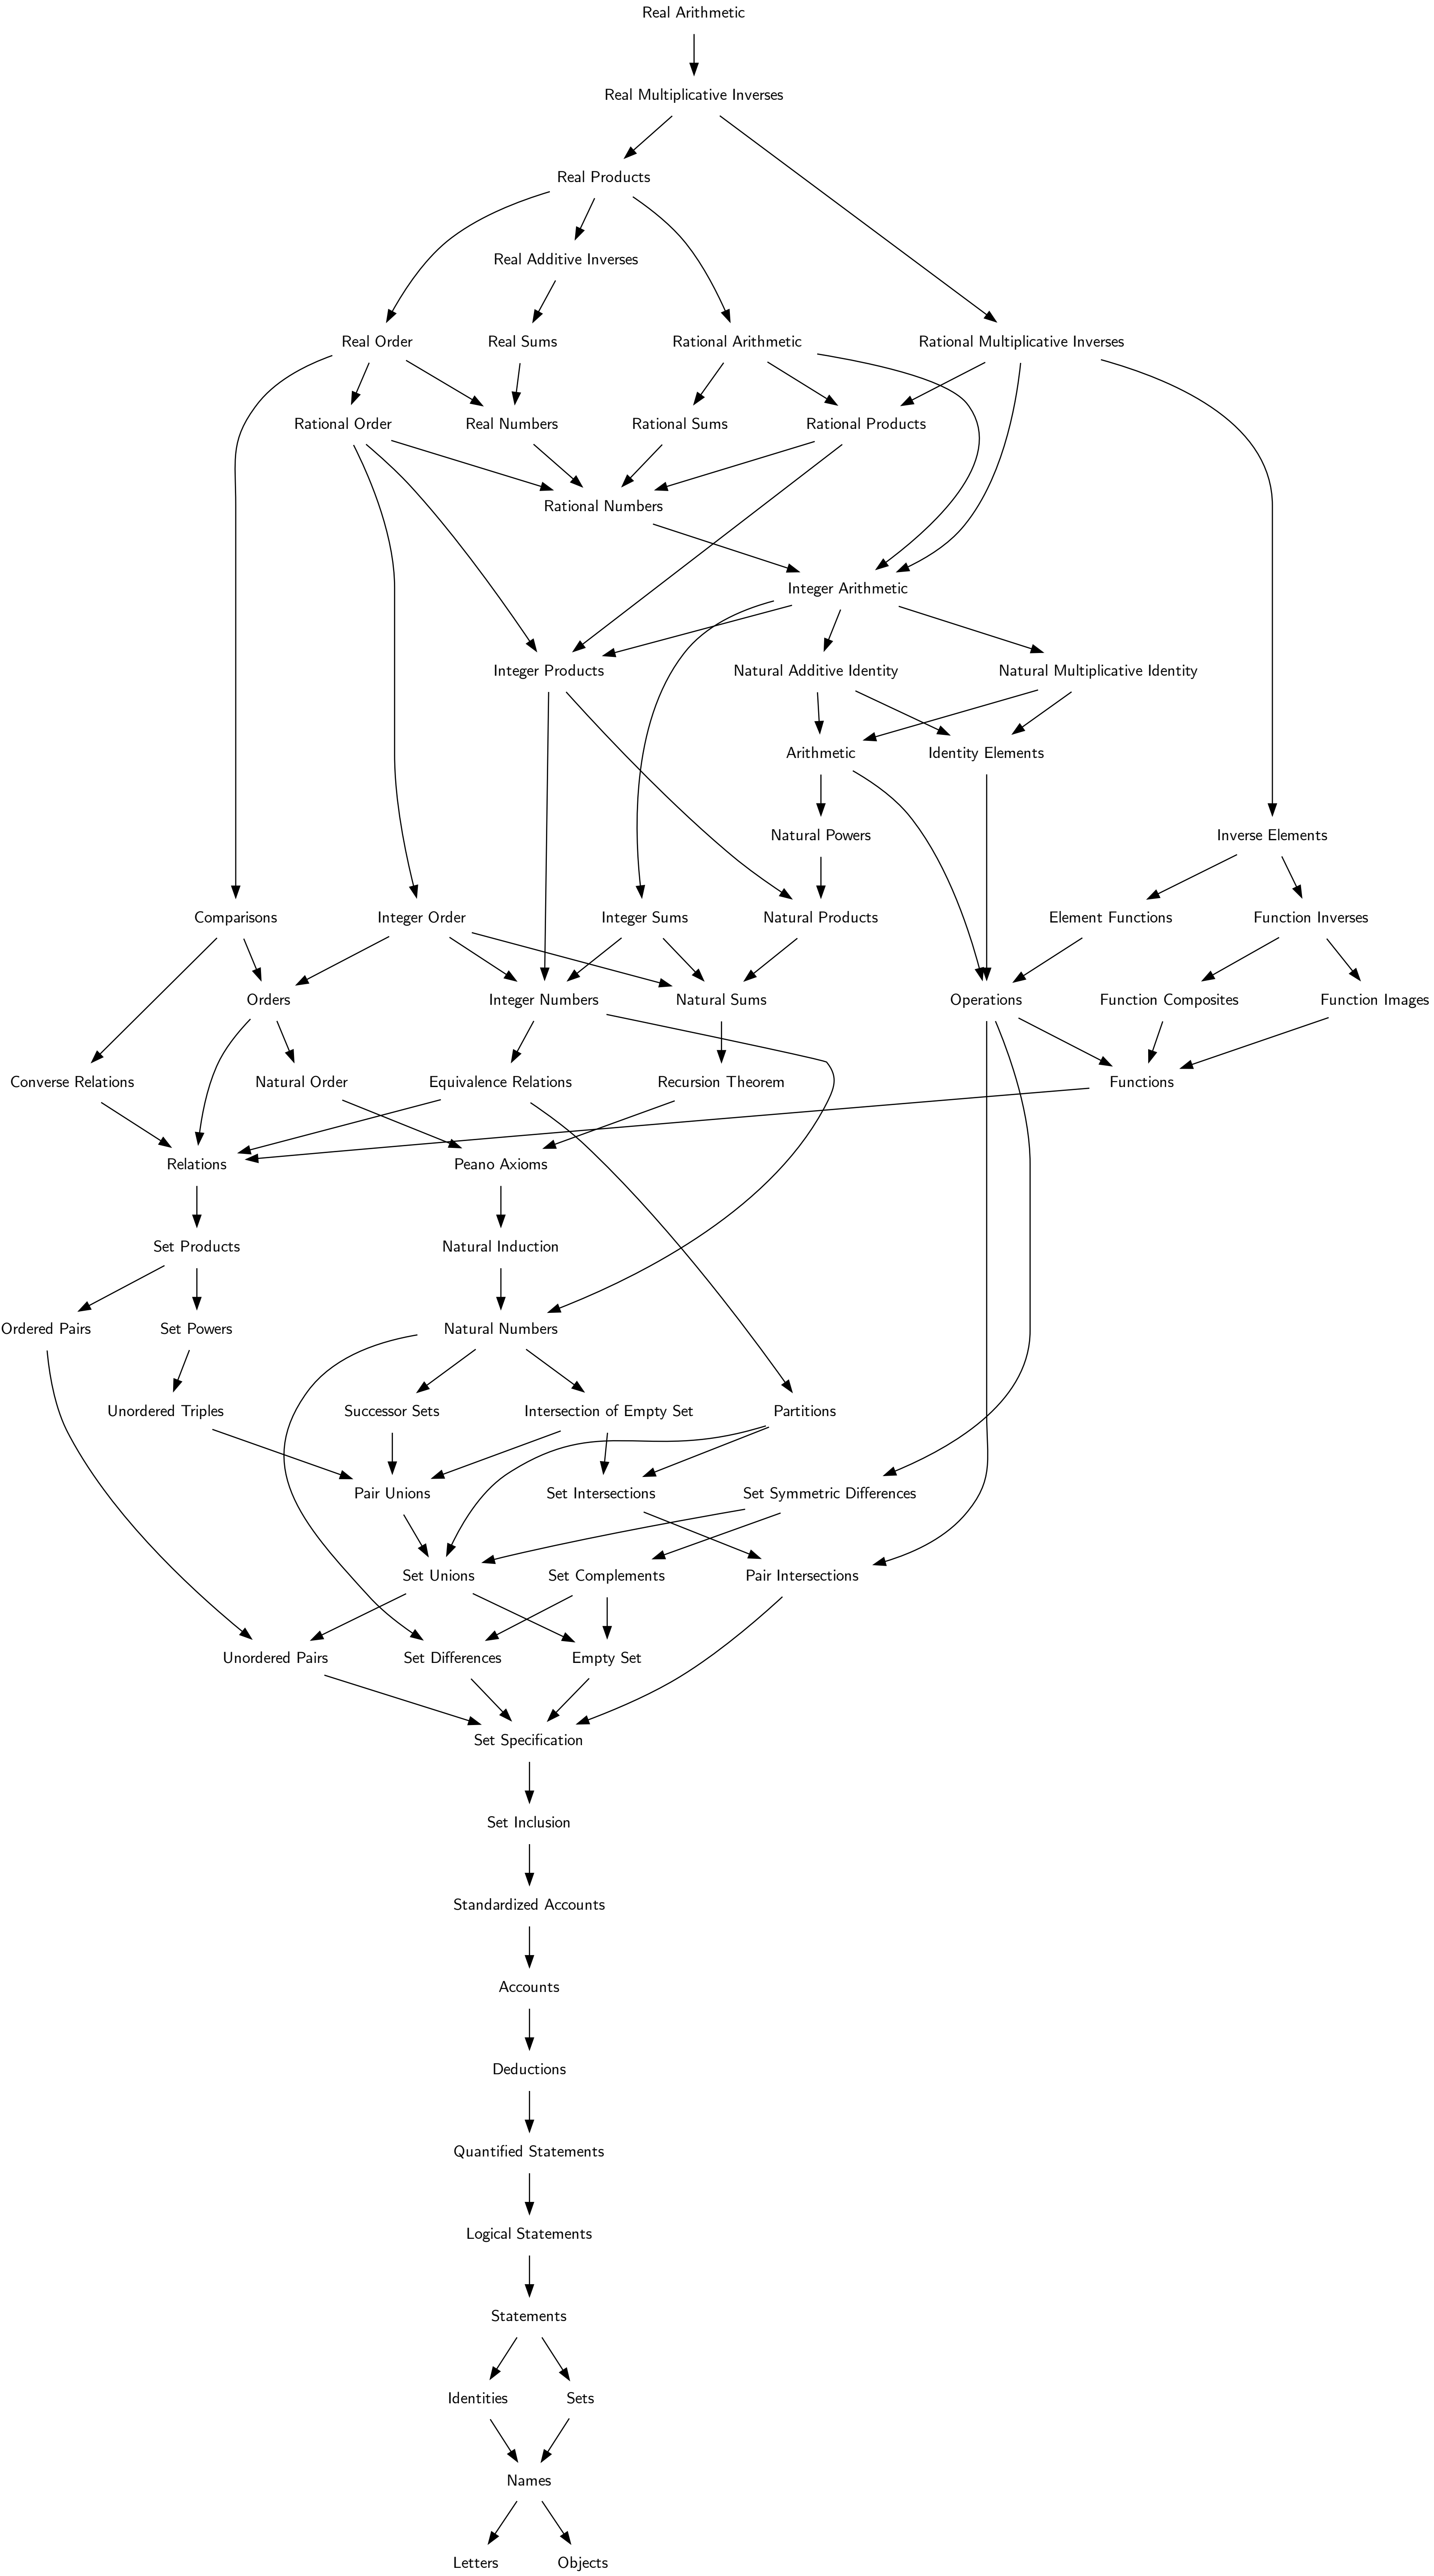 Real Arithmetic
Real Multiplicative Inverses
Real Products
Real Additive Inverses
Real Order
Real Sums
Rational Arithmetic
Rational Multiplicative Inverses
Rational Order
Real Numbers
Rational Sums
Rational Products
Rational Numbers
Integer Arithmetic
Integer Products
Natural Additive Identity
Natural Multiplicative Identity
Arithmetic
Identity Elements
Natural Powers
Inverse Elements
Comparisons
Integer Order
Integer Sums
Natural Products
Element Functions
Function Inverses
Orders
Integer Numbers
Natural Sums
Operations
Function Composites
Function Images
Converse Relations
Natural Order
Equivalence Relations
Recursion Theorem
Functions
Relations
Peano Axioms
Set Products
Natural Induction
Ordered Pairs
Set Powers
Natural Numbers
Unordered Triples
Successor Sets
Intersection of Empty Set
Partitions
Pair Unions
Set Intersections
Set Symmetric Differences
Set Unions
Set Complements
Pair Intersections
Unordered Pairs
Set Differences
Empty Set
Set Specification
Set Inclusion
Standardized Accounts
Accounts
Deductions
Quantified Statements
Logical Statements
Statements
Identities
Sets
Names
Letters
Objects